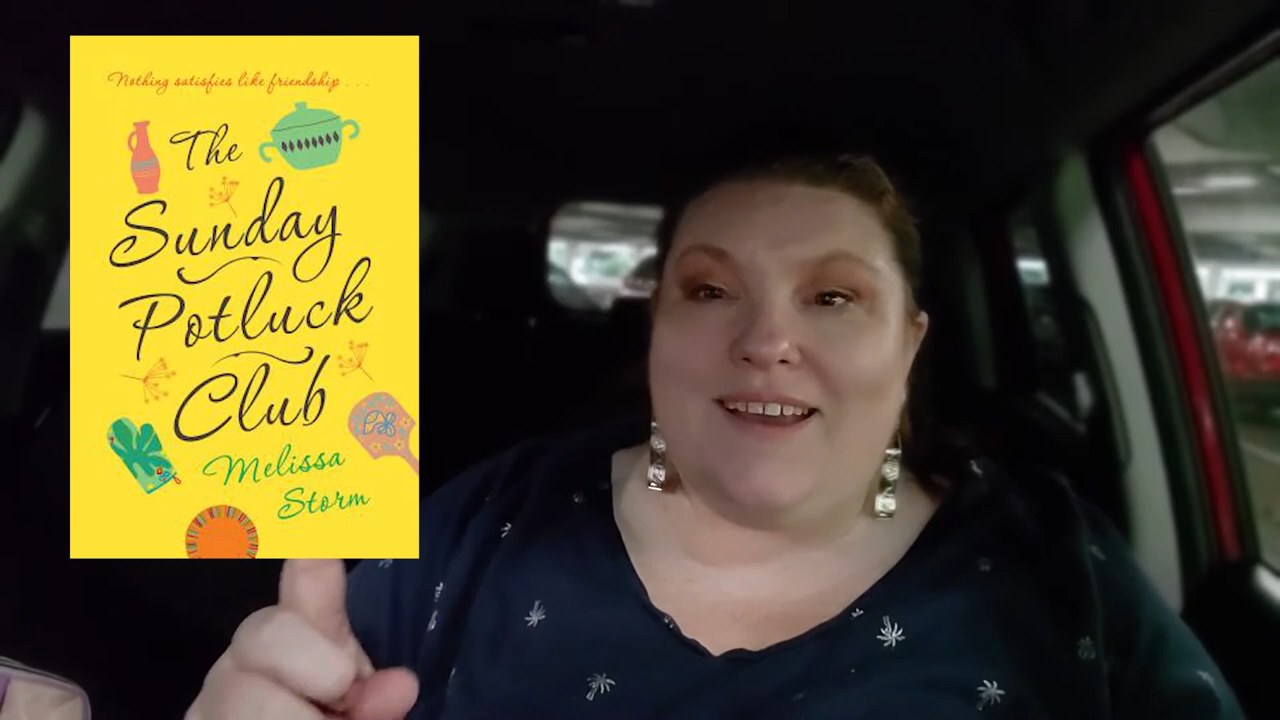 Nothing satisfies like friendship . . .
The
Sunday
Potluck
Club
Melissa
Storm